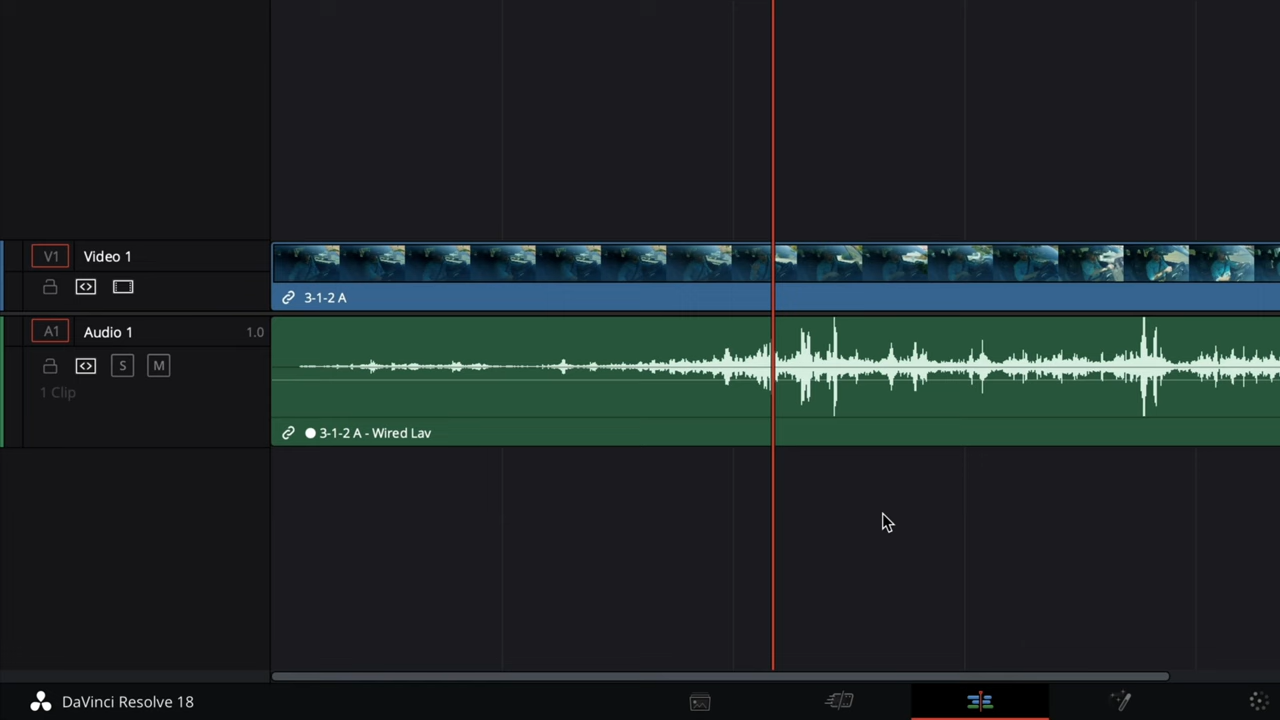 V1 Video 1
3-1-2 A
A1 Audio 1 1.0
S M
1 Clip
3-1-2 A - Wired Lav
DaVinci Resolve 18